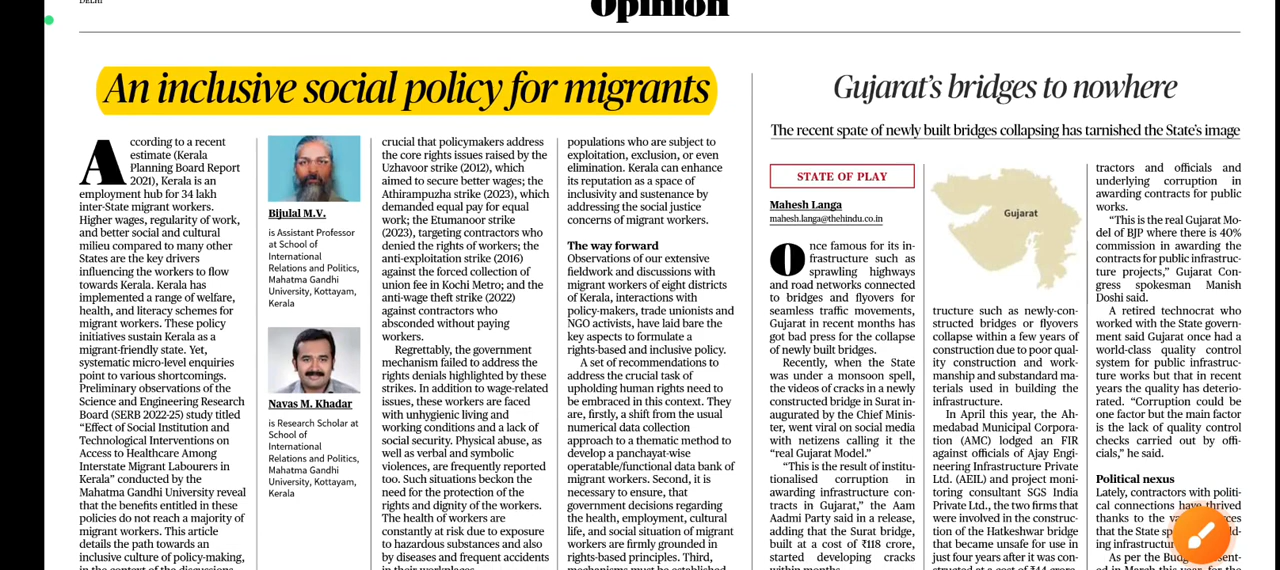 DELHI
Opinion
An inclusive social policy for migrants
According to a recent
estimate (Kerala
Planning Board Report
2021), Kerala is an
employment hub for 34 lakh
inter-State migrant workers.
Higher wages, regularity of work,
and better social and cultural
milieu compared to many other
States are the key drivers
influencing the workers to flow
towards Kerala. Kerala has
implemented a range of welfare,
health, and literacy schemes for
migrant workers. These policy
initiatives sustain Kerala as a
migrant-friendly state. Yet,
systematic micro-level enquiries
point to various shortcomings.
Preliminary observations of the
Science and Engineering Research
Board (SERB 2022-25) study titled
“Effect of Social Institution and
Technological Interventions on
Access to Healthcare Among
Interstate Migrant Labourers in
Kerala” conducted by the
Mahatma Gandhi University reveal
that the benefits entitled in these
policies do not reach a majority of
migrant workers. This article
details the path towards an
inclusive culture of policy-making,
in the context of the discussions
Bijulal M.V.
is Assistant Professor
at School of
International
Relations and Politics,
Mahatma Gandhi
University, Kottayam,
Kerala
Navas M. Khadar
is Research Scholar at
School of
International
Relations and Politics,
Mahatma Gandhi
University, Kottayam,
Kerala
crucial that policymakers address
the core rights issues raised by the
Uzhavoor strike (2012), which
aimed to secure better wages; the
Athirampuzha strike (2023), which
demanded equal pay for equal
work; the Etumanoor strike
(2023), targeting contractors who
denied the rights of workers; the
anti-exploitation strike (2016)
against the forced collection of
union fee in Kochi Metro; and the
anti-wage theft strike (2022)
against contractors who
absconded without paying
workers.
Regrettably, the government
mechanism failed to address the
rights denials highlighted by these
strikes. In addition to wage-related
issues, these workers are faced
with unhygienic living and
working conditions and a lack of
social security. Physical abuse, as
well as verbal and symbolic
violences, are frequently reported
too. Such situations beckon the
need for the protection of the
rights and dignity of the workers.
The health of workers are
constantly at risk due to exposure
to hazardous substances and also
by diseases and frequent accidents
in their workplaces.
populations who are subject to
exploitation, exclusion, or even
elimination. Kerala can enhance
its reputation as a space of
inclusivity and sustenance by
addressing the social justice
concerns of migrant workers.
The way forward
Observations of our extensive
fieldwork and discussions with
migrant workers of eight districts
of Kerala, interactions with
policy-makers, trade unionists and
NGO activists, have laid bare the
key aspects to formulate a
rights-based and inclusive policy.
A set of recommendations to
address the crucial task of
upholding human rights need to
be embraced in this context. They
are, firstly, a shift from the usual
numerical data collection
approach to a thematic method to
develop a panchayat-wise
operatable/functional data bank of
migrant workers. Second, it is
necessary to ensure, that
government decisions regarding
the health, employment, cultural
life, and social situation of migrant
workers are firmly grounded in
rights-based principles. Third,
mechanisms must be established
Gujarat’s bridges to nowhere
The recent spate of newly built bridges collapsing has tarnished the State’s image
STATE OF PLAY
Mahesh Langa
mahesh.langa@thehindu.co.in
Once famous for its in-
frastructure such as
sprawling highways
and road networks connected
to bridges and flyovers for
seamless traffic movements,
Gujarat in recent months has
got bad press for the collapse
of newly built bridges.
Recently, when the State
was under a monsoon spell,
the videos of cracks in a newly
constructed bridge in Surat in-
augurated by the Chief Minis-
ter, went viral on social media
with netizens calling it the
“real Gujarat Model.”
“This is the result of institu-
tionalised corruption in
awarding infrastructure con-
tracts in Gujarat,” the Aam
Aadmi Party said in a release,
adding that the Surat bridge,
built at a cost of ₹118 crore,
started developing cracks
within months.
Gujarat
tructure such as newly-con-
structed bridges or flyovers
collapse within a few years of
construction due to poor qual-
ity construction and work-
manship and substandard ma-
terials used in building the
infrastructure.
In April this year, the Ah-
medabad Municipal Corpora-
tion (AMC) lodged an FIR
against officials of Ajay Engi-
neering Infrastructure Private
Ltd. (AEIL) and project moni-
toring consultant SGS India
Private Ltd., the two firms that
were involved in the construc-
tion of the Hatkeshwar bridge
that became unsafe for use in
just four years after it was con-
structed at a cost of ₹44 crore.
tractors and officials and
underlying corruption in
awarding contracts for public
works.
“This is the real Gujarat Mo-
del of BJP where there is 40%
commission in awarding the
contracts for public infrastruc-
ture projects,” Gujarat Con-
gress spokesman Manish
Doshi said.
A retired technocrat who
worked with the State govern-
ment said Gujarat once had a
world-class quality control
system for public infrastruc-
ture works but that in recent
years the quality has deterio-
rated. “Corruption could be
one factor but the main factor
is the lack of quality control
checks carried out by offi-
cials,” he said.
Political nexus
Lately, contractors with politi-
cal connections have thrived
thanks to the
that the State
ing infrastruc
As per the
ed in March this year, for the